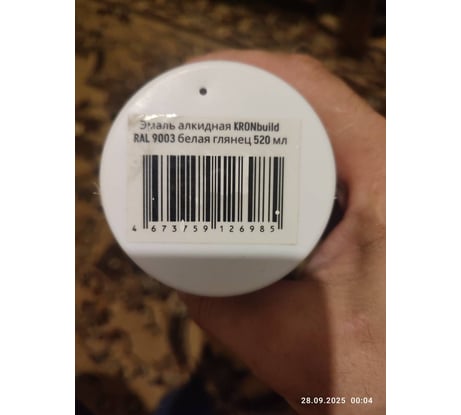 Эмаль алкидная KRONbuild
RAL 9003 белая глянец 520 мл
4 673759 126985
28.09.2025 00:04